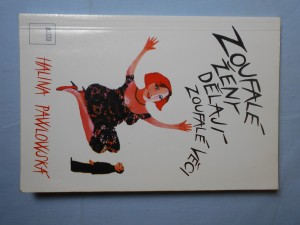 ZOUFALÉ
ŽENY
DĚLAJÍ
ZOUFALÉ VĚCI
HALINA PAWLOWSKÁ